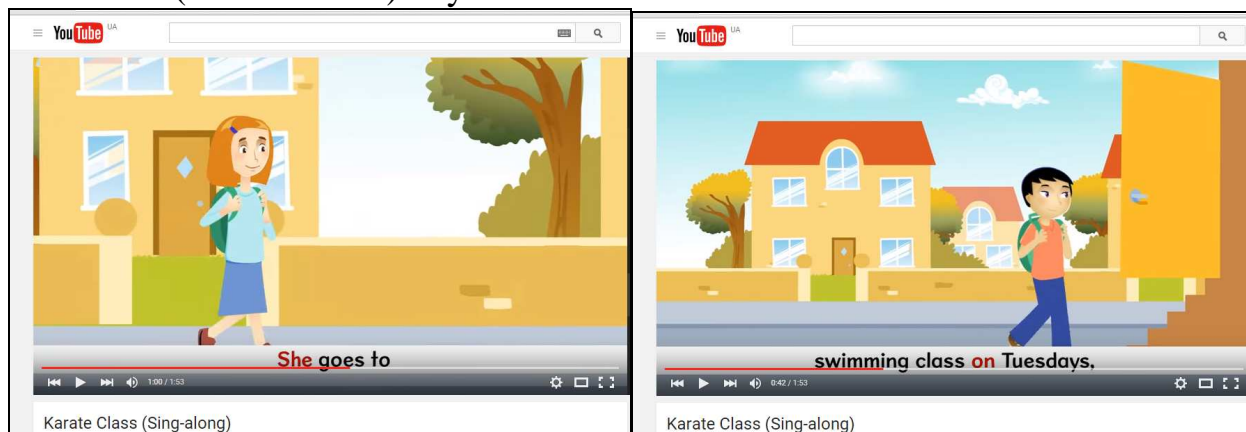 YouTube UA
She goes to
1:00 / 1:53
Karate Class (Sing-along)
YouTube UA
swimming class on Tuesdays,
0:42 / 1:53
Karate Class (Sing-along)